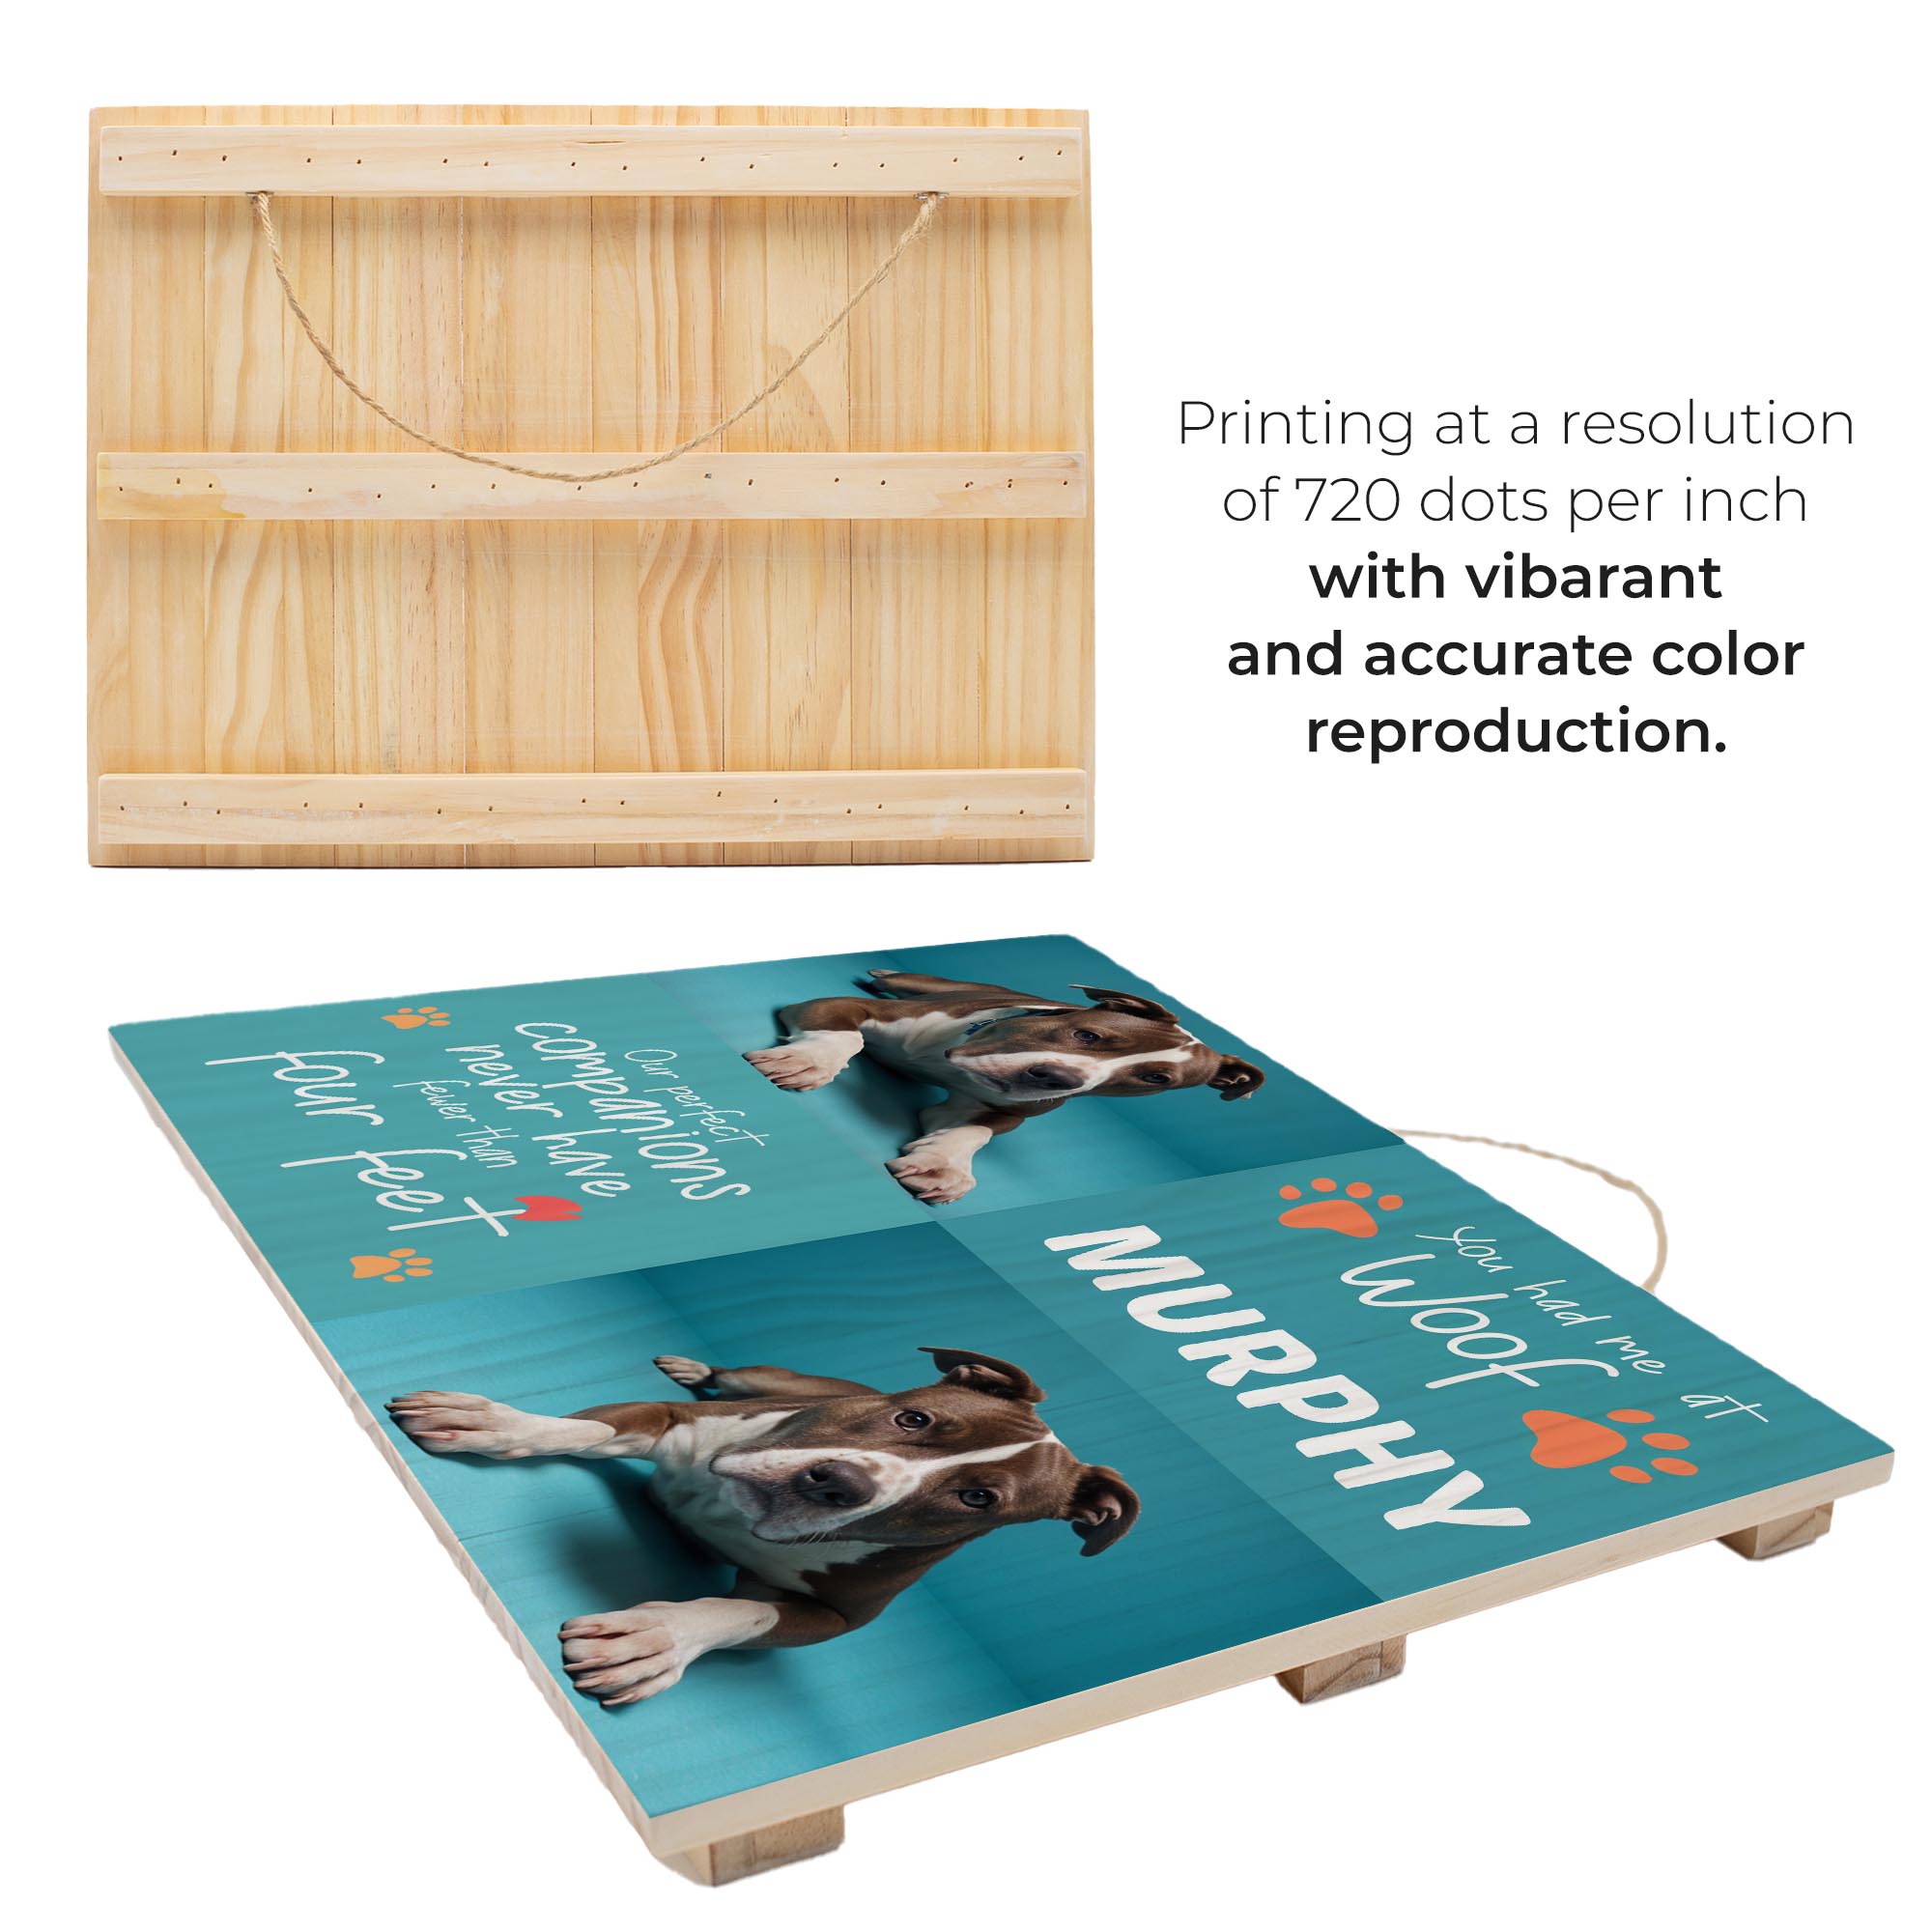 Printing at a resolution
of 720 dots per inch
with vibarant
and accurate color
reproduction.
You had me at
Woof
MURPHY
Our perfect
companions
never have
fewer than
four feet